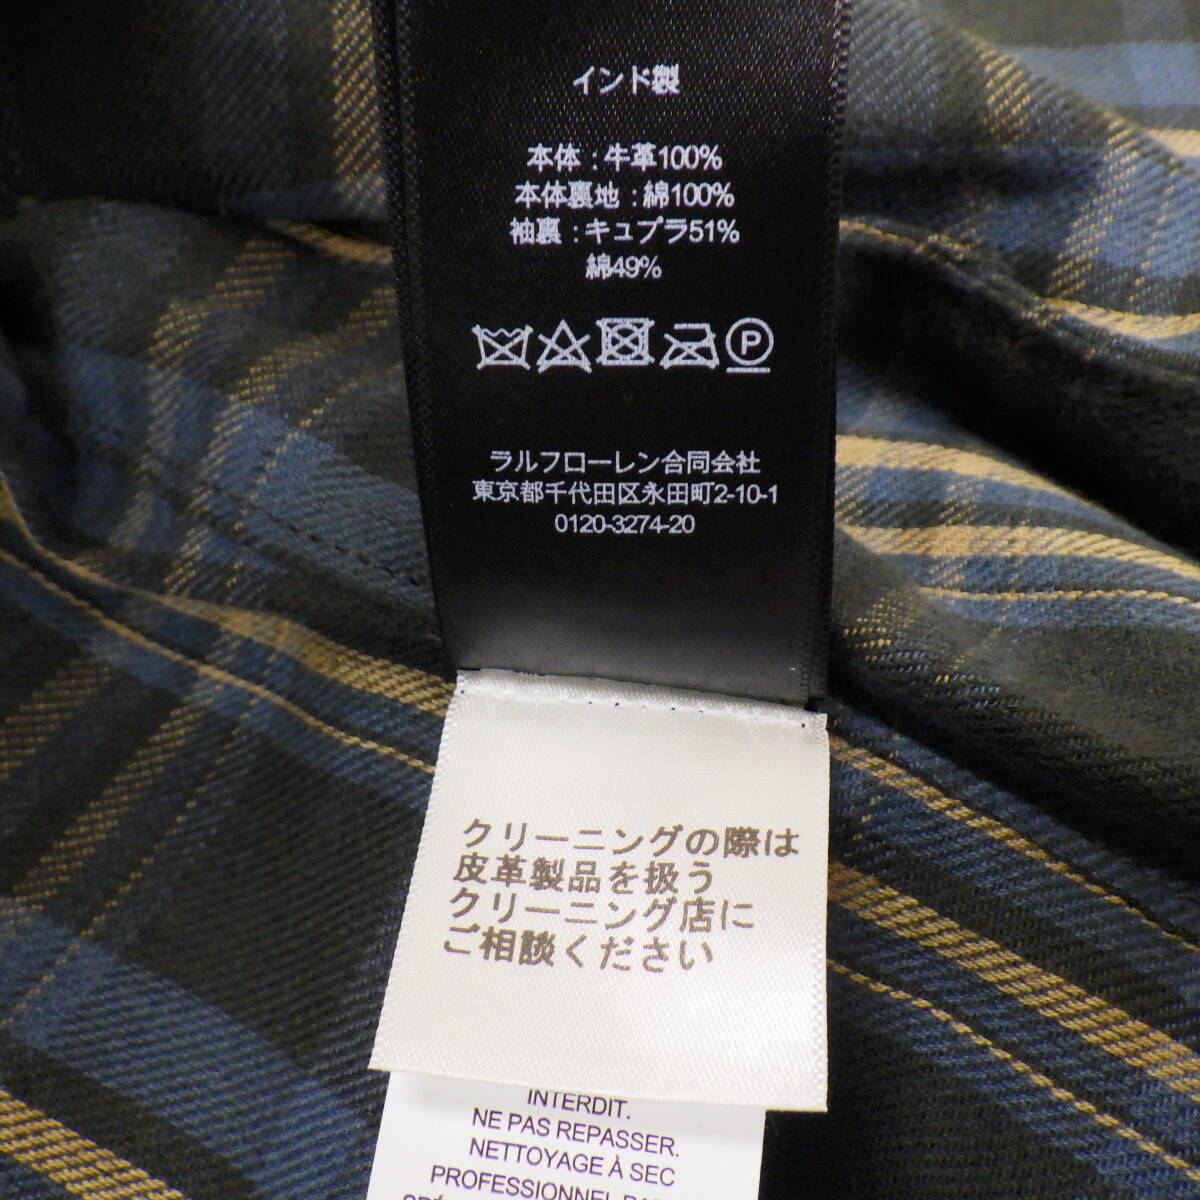 インド製
本体 : 牛革100%
本体裏地 : 綿100%
袖裏 : キュプラ51%
綿49%
P
ラルフローレン合同会社
東京都千代田区永田町2-10-1
0120-3274-20
クリーニングの際は
皮革製品を扱う
クリーニング店に
ご相談ください
INTERDIT.
NE PAS REPASSER.
NETTOYAGE À SEC
PROFESSIONNEL